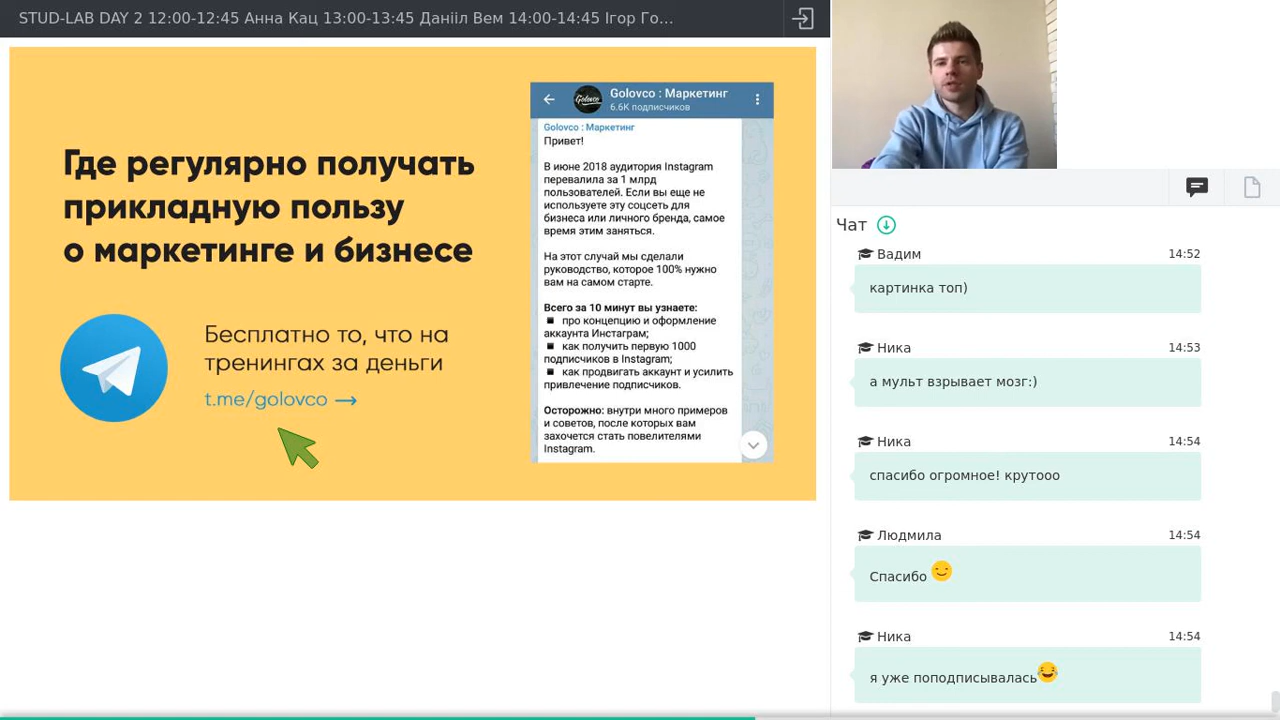 STUD-LAB DAY 2 12:00-12:45 Анна Кац 13:00-13:45 Данііл Вем 14:00-14:45 Ігор Го...
Где регулярно получать
прикладную пользу
о маркетинге и бизнесе
Бесплатно то, что на
тренингах за деньги
t.me/golovco →
Golovco
Golovco : Маркетинг
6.6K подписчиков
Golovco : Маркетинг
Привет!
В июне 2018 аудитория Instagram
перевалила за 1 млрд
пользователей. Если вы еще не
используете эту соцсеть для
бизнеса или личного бренда, самое
время этим заняться.
На этот случай мы сделали
руководство, которое 100% нужно
вам на самом старте.
Всего за 10 минут вы узнаете:
▪ про концепцию и оформление
аккаунта Инстаграм;
▪ как получить первую 1000
подписчиков в Instagram;
▪ как продвигать аккаунт и усилить
привлечение подписчиков.
Осторожно: внутри много примеров
и советов, после которых вам
захочется стать повелителями
Instagram.
Чат
Вадим 14:52
картинка топ)
Ника 14:53
а мульт взрывает мозг:)
Ника 14:54
спасибо огромное! крутооо
Людмила 14:54
Спасибо 😉
Ника 14:54
я уже поподписывалась😂